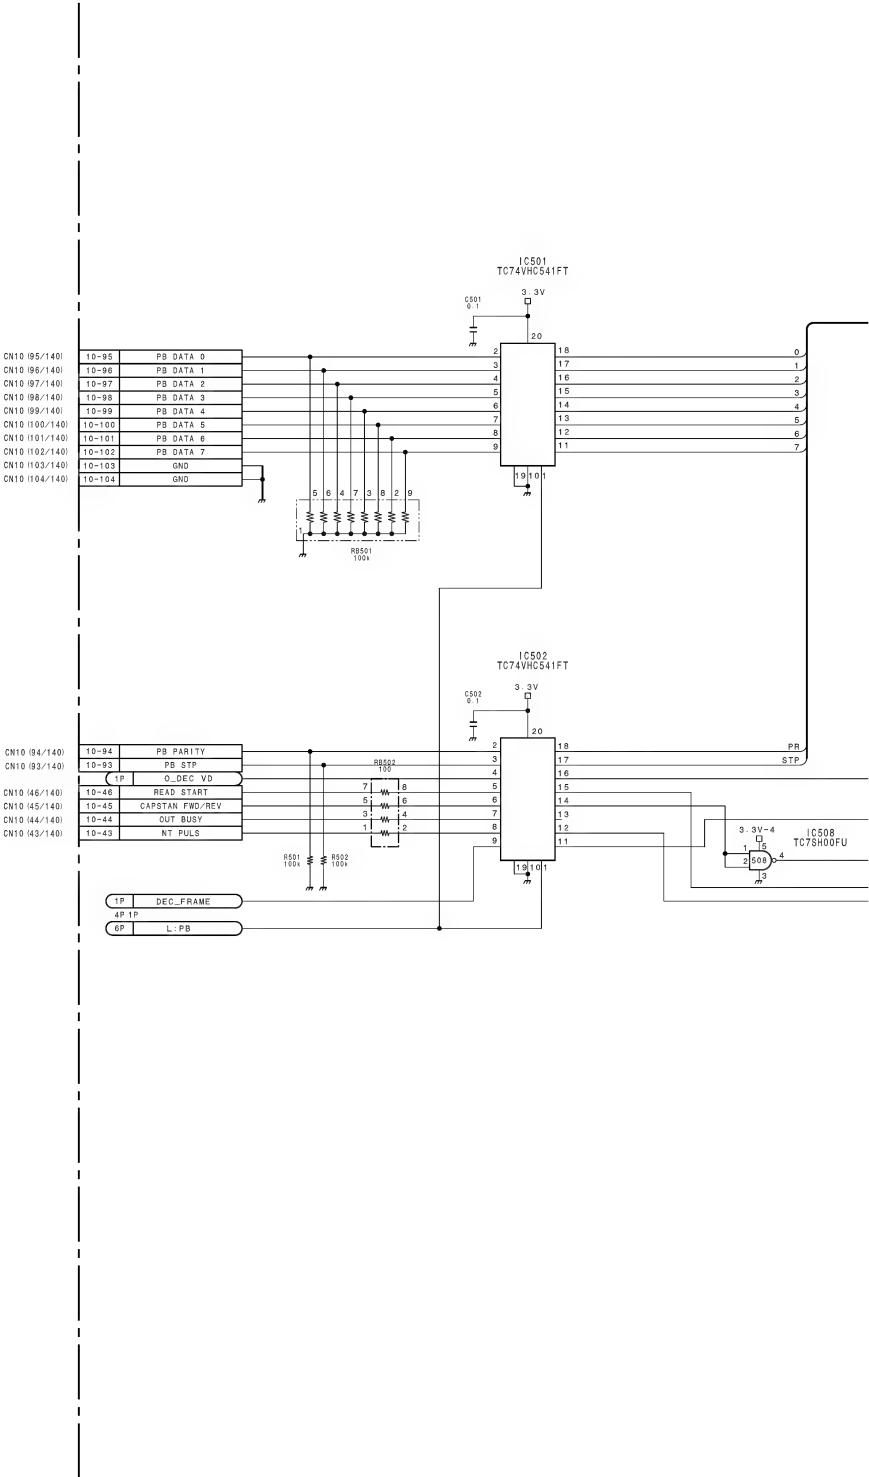 IC501
TC74VHC541FT
3.3V
C501
0.1
20
CN10 (95/140) 10-95 PB DATA 0 2 18 0
CN10 (96/140) 10-96 PB DATA 1 3 17 1
CN10 (97/140) 10-97 PB DATA 2 4 16 2
CN10 (98/140) 10-98 PB DATA 3 5 15 3
CN10 (99/140) 10-99 PB DATA 4 6 14 4
CN10 (100/140) 10-100 PB DATA 5 7 13 5
CN10 (101/140) 10-101 PB DATA 6 8 12 6
CN10 (102/140) 10-102 PB DATA 7 9 11 7
CN10 (103/140) 10-103 GND
CN10 (104/140) 10-104 GND
19 10 1
5 6 4 7 3 8 2 9
1
RB501
100k
IC502
TC74VHC541FT
3.3V
C502
0.1
20
CN10 (94/140) 10-94 PB PARITY 2 18 PR
CN10 (93/140) 10-93 PB STP 3 17 STP
RB502
100
1P O_DEC VD 4 16
CN10 (46/140) 10-46 READ START 7 8 5 15
CN10 (45/140) 10-45 CAPSTAN FWD/REV 5 6 6 14
CN10 (44/140) 10-44 OUT BUSY 3 4 7 13
CN10 (43/140) 10-43 NT PULS 1 2 8 12
9 11
3.3V-4
IC508
TC7SH00FU
5
1
2 508 4
3
R501
100k
R502
100k
19 10 1
1P DEC_FRAME
4P 1P
6P L:PB